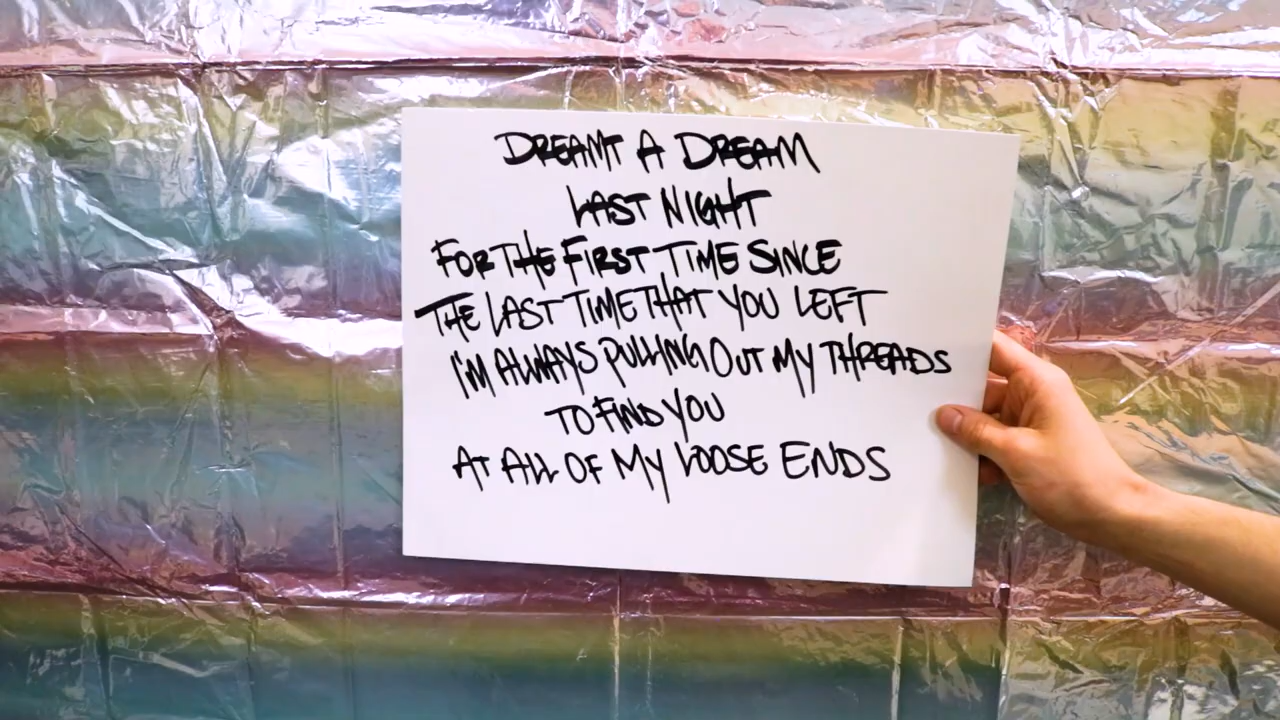 DREAMT A DREAM
LAST NIGHT
FOR THE FIRST TIME SINCE
THE LAST TIME THAT YOU LEFT
I'M ALWAYS PULLING OUT MY THREADS
TO FIND YOU
AT ALL OF MY LOOSE ENDS